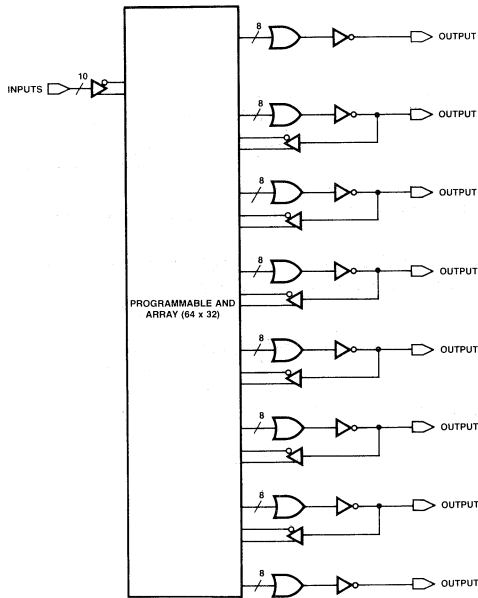 8
OUTPUT
INPUTS
10
8
OUTPUT
8
OUTPUT
8
OUTPUT
PROGRAMMABLE AND
ARRAY (64 x 32)
8
OUTPUT
8
OUTPUT
8
OUTPUT
8
OUTPUT